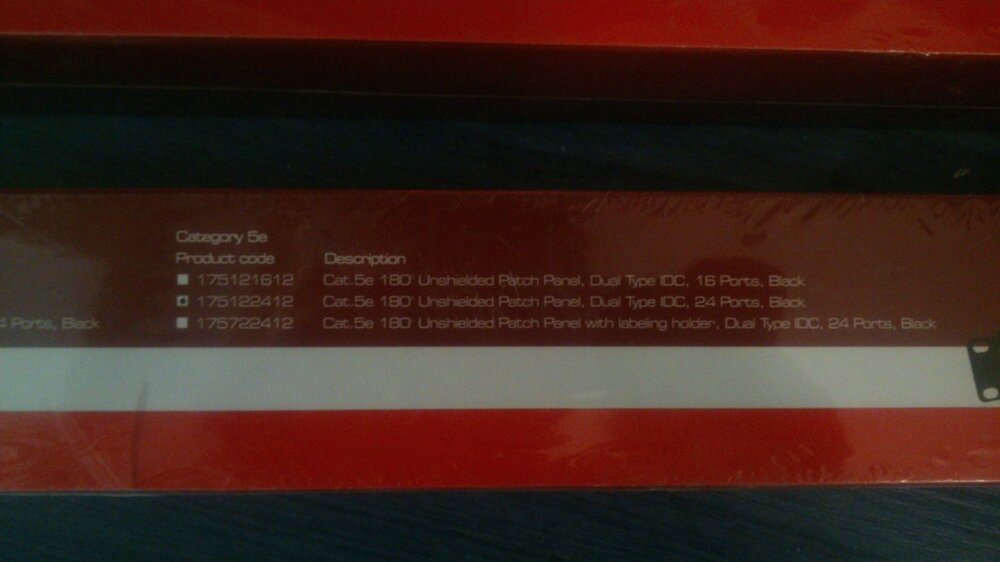 Category 5e
Product code Description
175121612 Cat.5e 180° Unshielded Patch Panel, Dual Type IDC, 16 Ports, Black
175122412 Cat.5e 180° Unshielded Patch Panel, Dual Type IDC, 24 Ports, Black
4 Ports, Black
175722412 Cat.5e 180° Unshielded Patch Panel with labeling holder, Dual Type IDC, 24 Ports, Black